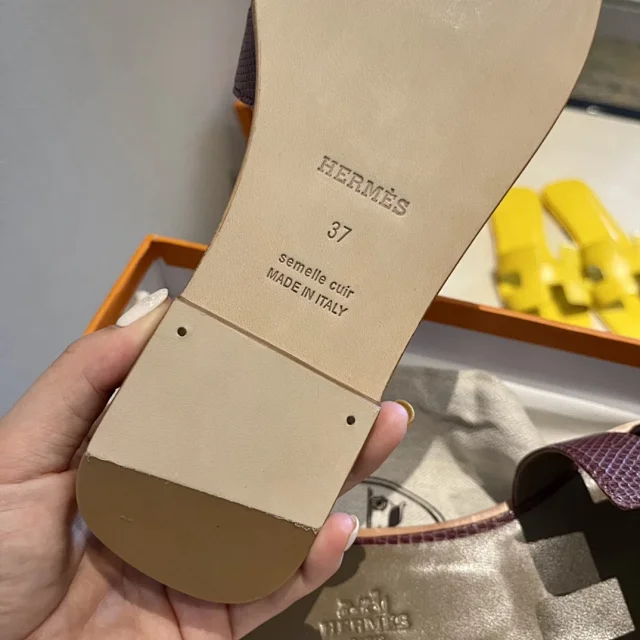 HERMÈS
37
semelle cuir
MADE IN ITALY
HERMÈS